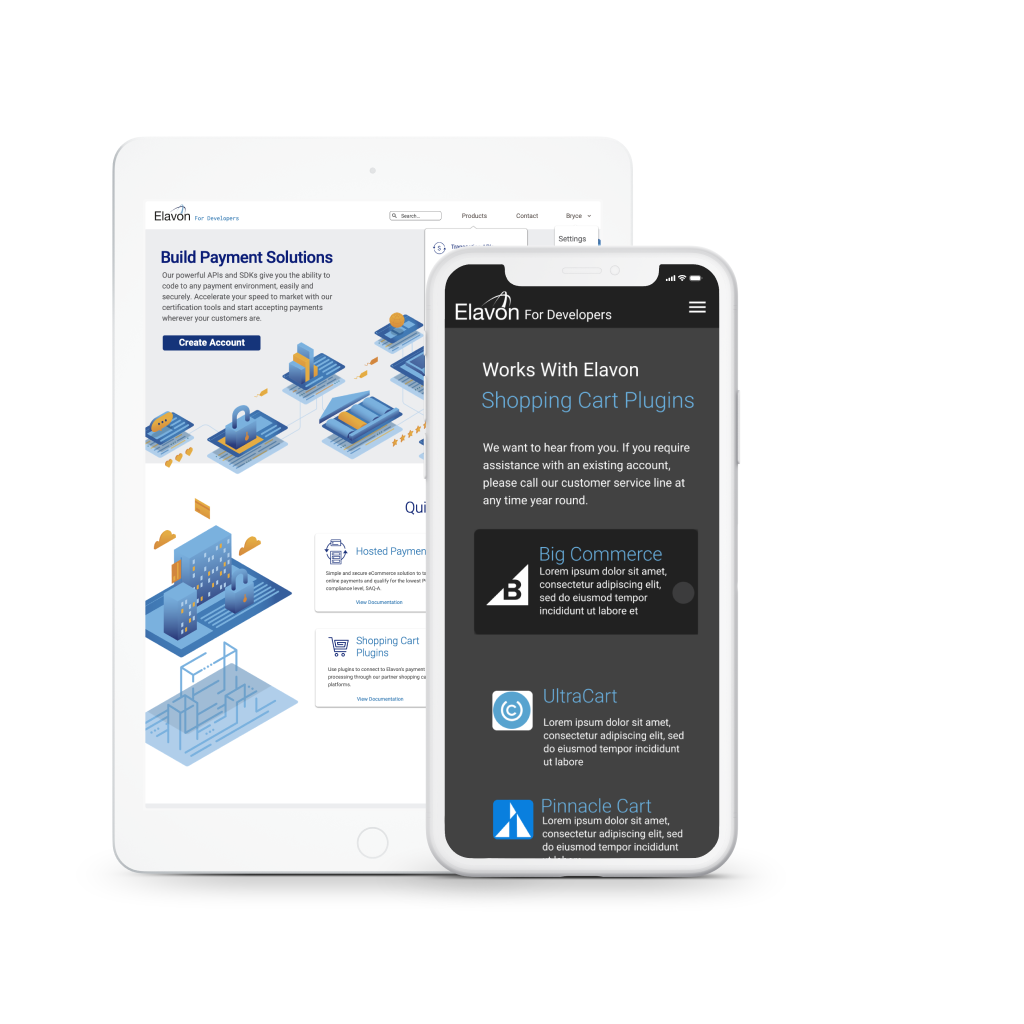 Elavon For Developers
Search...
Products
Contact
Bryce
Settings
Build Payment Solutions
Our powerful APIs and SDKs give you the ability to
code to any payment environment, easily and
securely. Accelerate your speed to market with our
certification tools and start accepting payments
wherever your customers are.
Create Account
Hosted
Simple and secure eCommerce solution to
online payments and qualify for the lowest
compliance level, SAQ-A.
View Documentation
Shopping Cart
Plugins
Use plugins to connect to Elavon's payment
processing through our partner shopping
platforms.
View Documentation
Elavon For Developers
Works With Elavon
Shopping Cart Plugins
We want to hear from you. If you require
assistance with an existing account,
please call our customer service line at
any time year round.
B
Big Commerce
Lorem ipsum dolor sit amet,
consectetur adipiscing elit,
sed do eiusmod tempor
incididunt ut labore et
C
UltraCart
Lorem ipsum dolor sit amet,
consectetur adipiscing elit, sed
do eiusmod tempor incididunt
ut labore
Pinnacle Cart
Lorem ipsum dolor sit amet,
consectetur adipiscing elit, sed
do eiusmod tempor incididunt